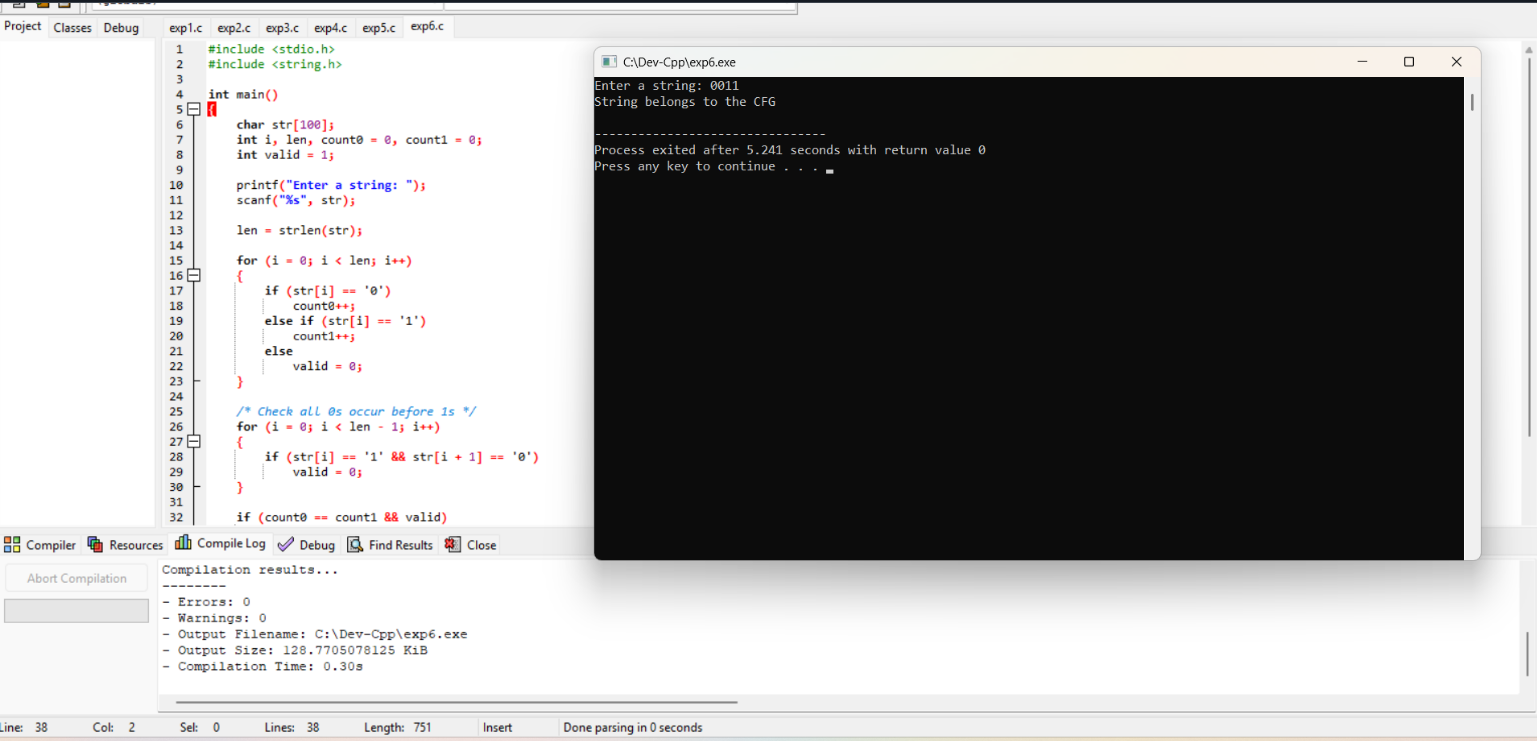 Project Classes Debug
exp1.c exp2.c exp3.c exp4.c exp5.c exp6.c
1 #include <stdio.h>
2 #include <string.h>
3
4 int main()
5 {
6 char str[100];
7 int i, len, count0 = 0, count1 = 0;
8 int valid = 1;
9
10 printf("Enter a string: ");
11 scanf("%s", str);
12
13 len = strlen(str);
14
15 for (i = 0; i < len; i++)
16 {
17 if (str[i] == '0')
18 count0++;
19 else if (str[i] == '1')
20 count1++;
21 else
22 valid = 0;
23 }
24
25 /* Check all 0s occur before 1s */
26 for (i = 0; i < len - 1; i++)
27 {
28 if (str[i] == '1' && str[i + 1] == '0')
29 valid = 0;
30 }
31
32 if (count0 == count1 && valid)
C:\Dev-Cpp\exp6.exe
Enter a string: 0011
String belongs to the CFG
--------------------------------
Process exited after 5.241 seconds with return value 0
Press any key to continue . . .
Compiler Resources Compile Log Debug Find Results Close
Abort Compilation
Compilation results...
--------
- Errors: 0
- Warnings: 0
- Output Filename: C:\Dev-Cpp\exp6.exe
- Output Size: 128.7705078125 KiB
- Compilation Time: 0.30s
Line: 38 Col: 2 Sel: 0 Lines: 38 Length: 751 Insert Done parsing in 0 seconds